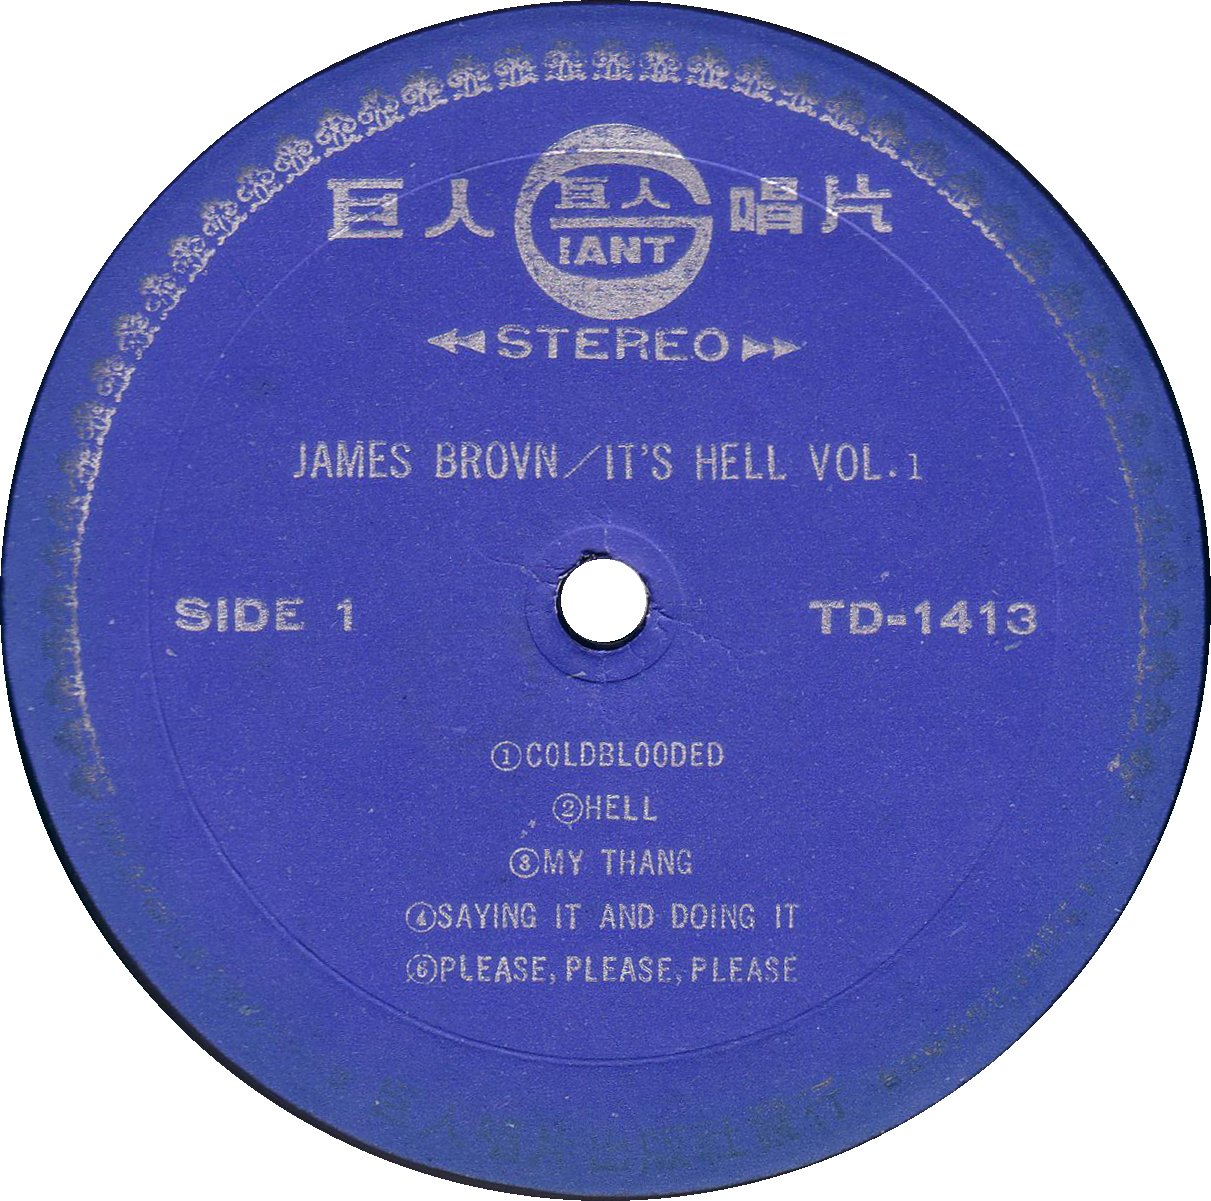 巨人 巨人 GIANT 唱片
STEREO
JAMES BROVN/IT'S HELL VOL.1
SIDE 1 TD-1413
①COLDBLOODED
②HELL
③MY THANG
④SAYING IT AND DOING IT
⑥PLEASE, PLEASE, PLEASE